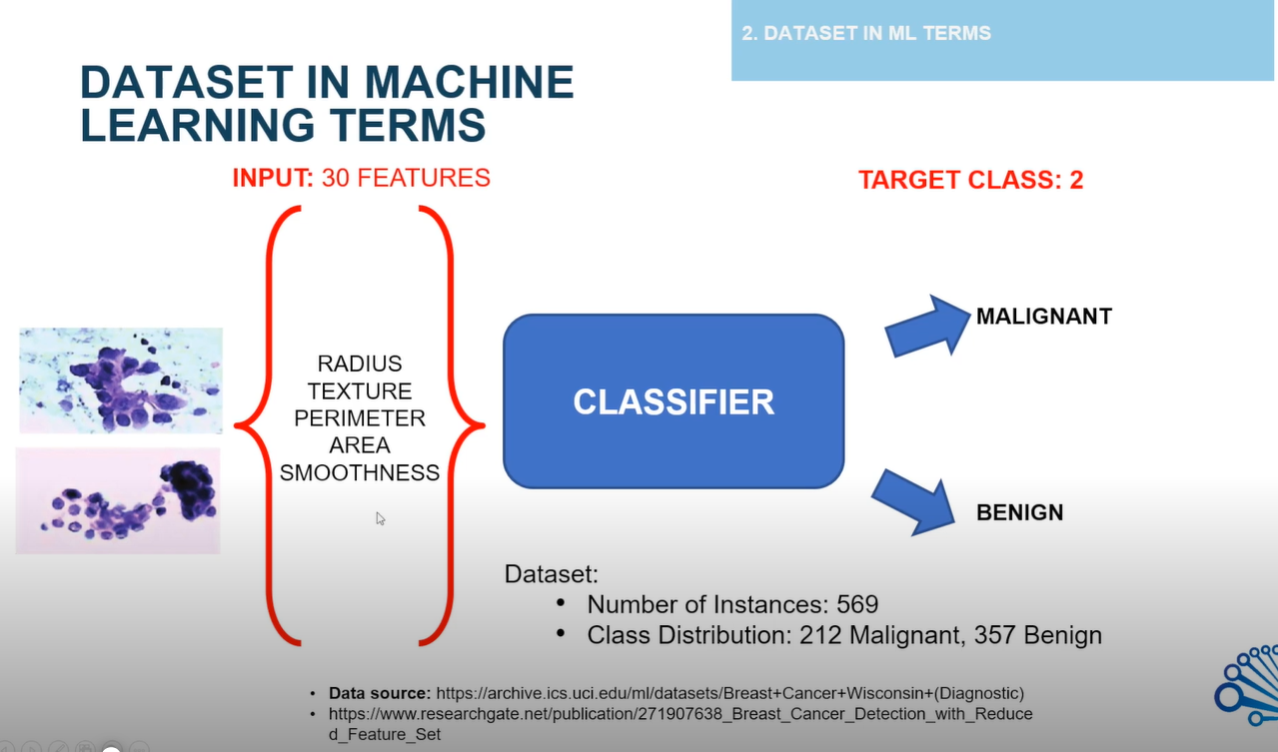 2. DATASET IN ML TERMS
DATASET IN MACHINE
LEARNING TERMS
INPUT: 30 FEATURES
TARGET CLASS: 2
RADIUS
TEXTURE
PERIMETER
AREA
SMOOTHNESS
CLASSIFIER
MALIGNANT
BENIGN
Dataset:
• Number of Instances: 569
• Class Distribution: 212 Malignant, 357 Benign
• Data source: https://archive.ics.uci.edu/ml/datasets/Breast+Cancer+Wisconsin+(Diagnostic)
• https://www.researchgate.net/publication/271907638_Breast_Cancer_Detection_with_Reduce
d_Feature_Set